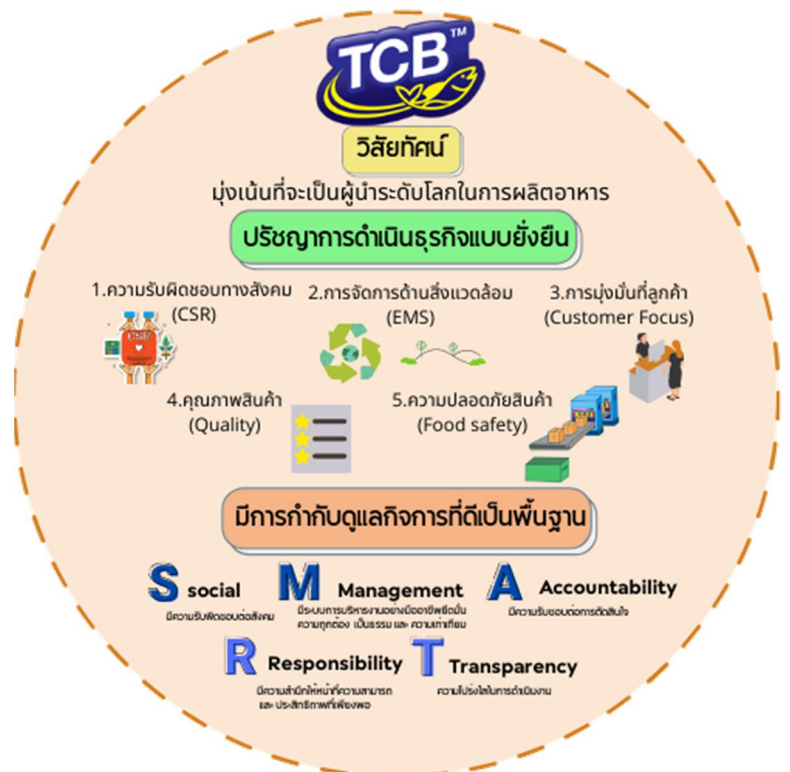 TCB™
วิสัยทัศน์
มุ่งเน้นที่จะเป็นผู้นำระดับโลกในการผลิตอาหาร
ปรัชญาการดำเนินธุรกิจแบบยั่งยืน
1.ความรับผิดชอบทางสังคม
(CSR)
2.การจัดการด้านสิ่งแวดล้อม
(EMS)
3.การมุ่งมั่นที่ลูกค้า
(Customer Focus)
CSR
4.คุณภาพสินค้า
(Quality)
5.ความปลอดภัยสินค้า
(Food safety)
มีการกำกับดูแลกิจการที่ดีเป็นพื้นฐาน
S social
มีความรับผิดชอบต่อสังคม
M Management
มีระบบการบริหารงานอย่างมืออาชีพยึดมั่น
ความถูกต้อง เป็นธรรม และ ความเท่าเทียม
A Accountability
มีความรับชอบต่อการตัดสินใจ
R Responsibility
มีความสำนึกในหน้าที่ความสามารถ
และ ประสิทธิภาพที่เพียงพอ
T Transparency
ความโปร่งใสในการดำเนินงาน